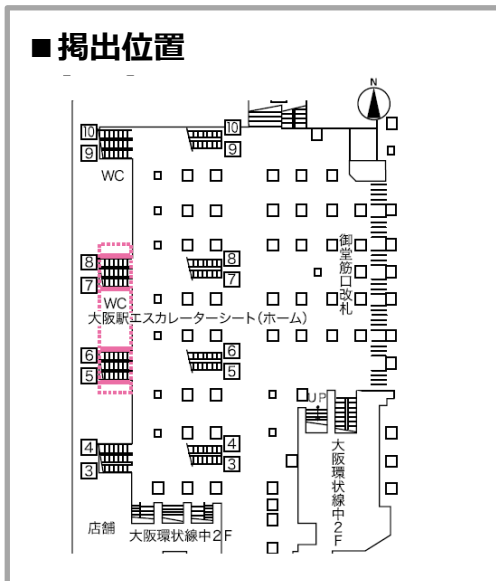 ■掲出位置
N
10
10
9
9
WC
御堂筋口改札
8
8
7
7
WC
大阪駅エスカレーターシート(ホーム)
6
6
5
5
UP
4
4
3
3
大阪環状線中2F
店舗
大阪環状線中2F